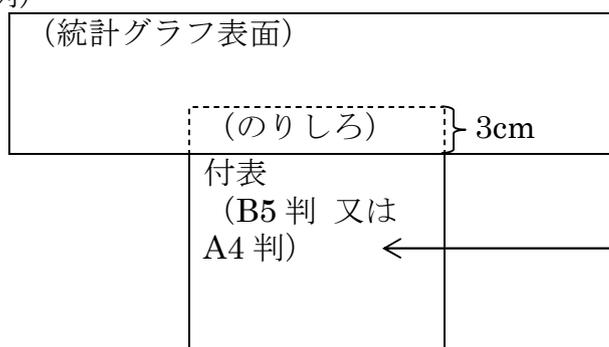 （統計グラフ表面）
（のりしろ）
3cm
付表
（B5 判 又は
A4 判）